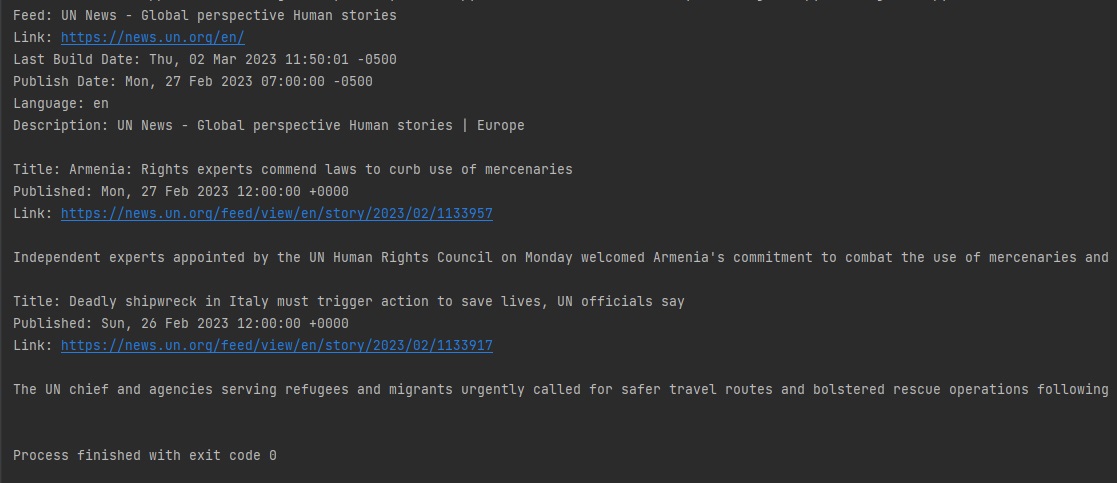 Feed: UN News - Global perspective Human stories
Link: https://news.un.org/en/
Last Build Date: Thu, 02 Mar 2023 11:50:01 -0500
Publish Date: Mon, 27 Feb 2023 07:00:00 -0500
Language: en
Description: UN News - Global perspective Human stories | Europe
Title: Armenia: Rights experts commend laws to curb use of mercenaries
Published: Mon, 27 Feb 2023 12:00:00 +0000
Link: https://news.un.org/feed/view/en/story/2023/02/1133957
Independent experts appointed by the UN Human Rights Council on Monday welcomed Armenia's commitment to combat the use of mercenaries and
Title: Deadly shipwreck in Italy must trigger action to save lives, UN officials say
Published: Sun, 26 Feb 2023 12:00:00 +0000
Link: https://news.un.org/feed/view/en/story/2023/02/1133917
The UN chief and agencies serving refugees and migrants urgently called for safer travel routes and bolstered rescue operations following
Process finished with exit code 0